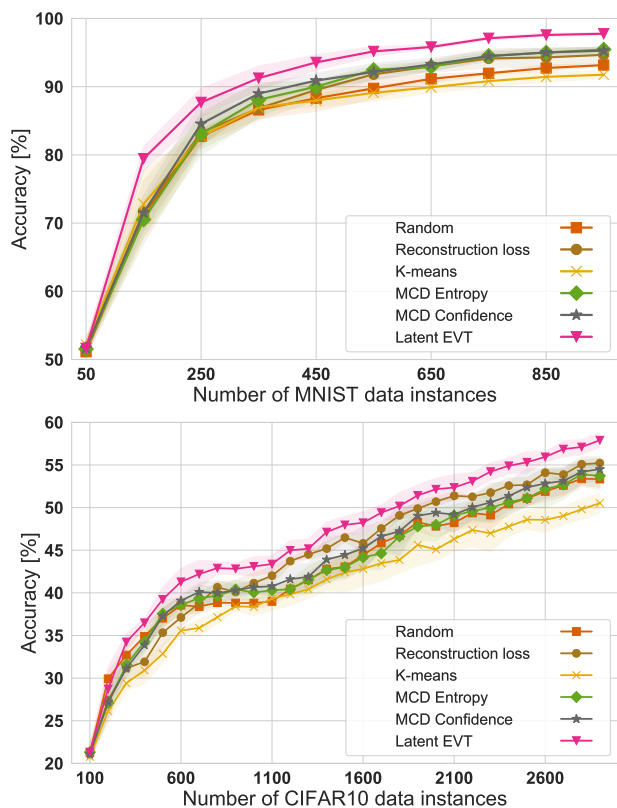 100
90
80
70
60
50
Accuracy [%]
Random
Reconstruction loss
K-means
MCD Entropy
MCD Confidence
Latent EVT
50 250 450 650 850
Number of MNIST data instances
60
55
50
45
40
35
30
25
20
Accuracy [%]
Random
Reconstruction loss
K-means
MCD Entropy
MCD Confidence
Latent EVT
100 600 1100 1600 2100 2600
Number of CIFAR10 data instances